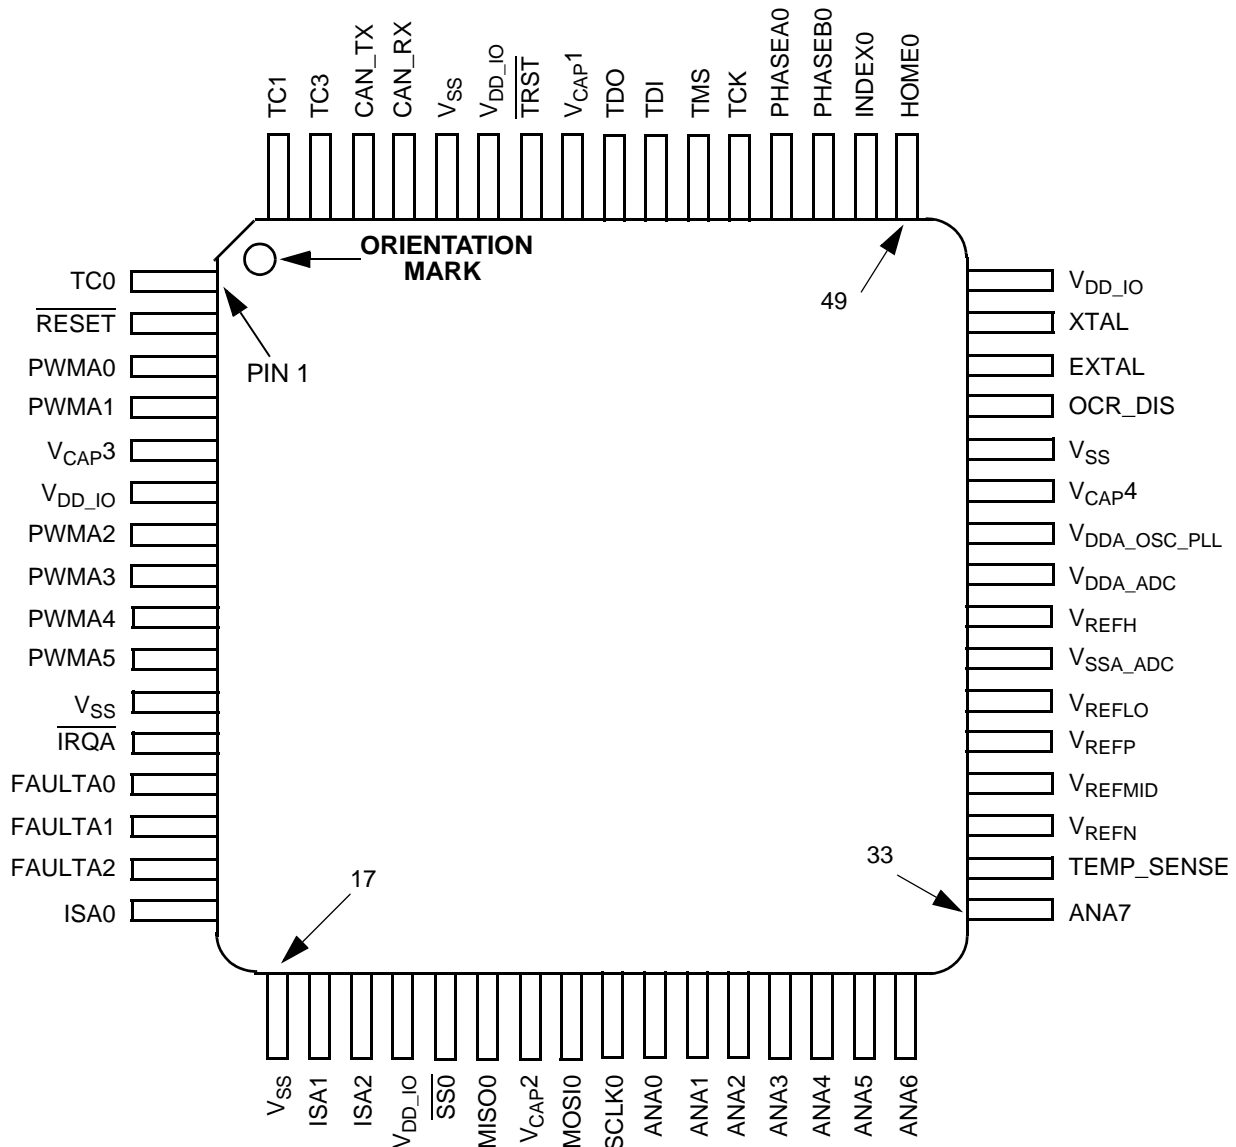 TC1
TC3
CAN_TX
CAN_RX
VSS
VDD_IO
TRST
VCAP1
TDO
TDI
TMS
TCK
PHASEA0
PHASEB0
INDEX0
HOME0
ORIENTATION
MARK
PIN 1
49
TC0
RESET
PWMA0
PWMA1
VCAP3
VDD_IO
PWMA2
PWMA3
PWMA4
PWMA5
VSS
IRQA
FAULTA0
FAULTA1
FAULTA2
ISA0
VDD_IO
XTAL
EXTAL
OCR_DIS
VSS
VCAP4
VDDA_OSC_PLL
VDDA_ADC
VREFH
VSSA_ADC
VREFLO
VREFP
VREFMID
VREFN
TEMP_SENSE
ANA7
17
33
VSS
ISA1
ISA2
VDD_IO
SS0
MISO0
VCAP2
MOSI0
SCLK0
ANA0
ANA1
ANA2
ANA3
ANA4
ANA5
ANA6